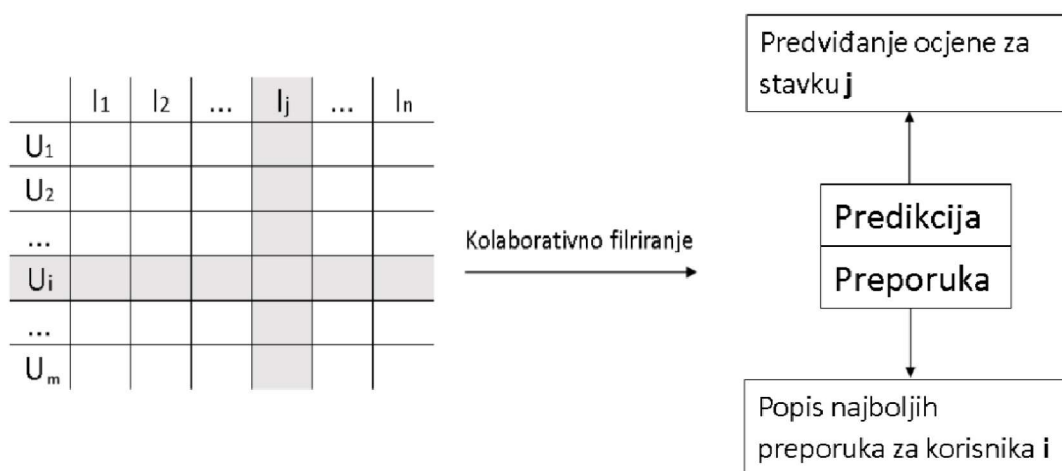 I1 I2 ... Ij ... In
U1
U2
...
Ui
...
Um
Kolaborativno filriranje
Predviđanje ocjene za
stavku j
Predikcija
Preporuka
Popis najboljih
preporuka za korisnika i